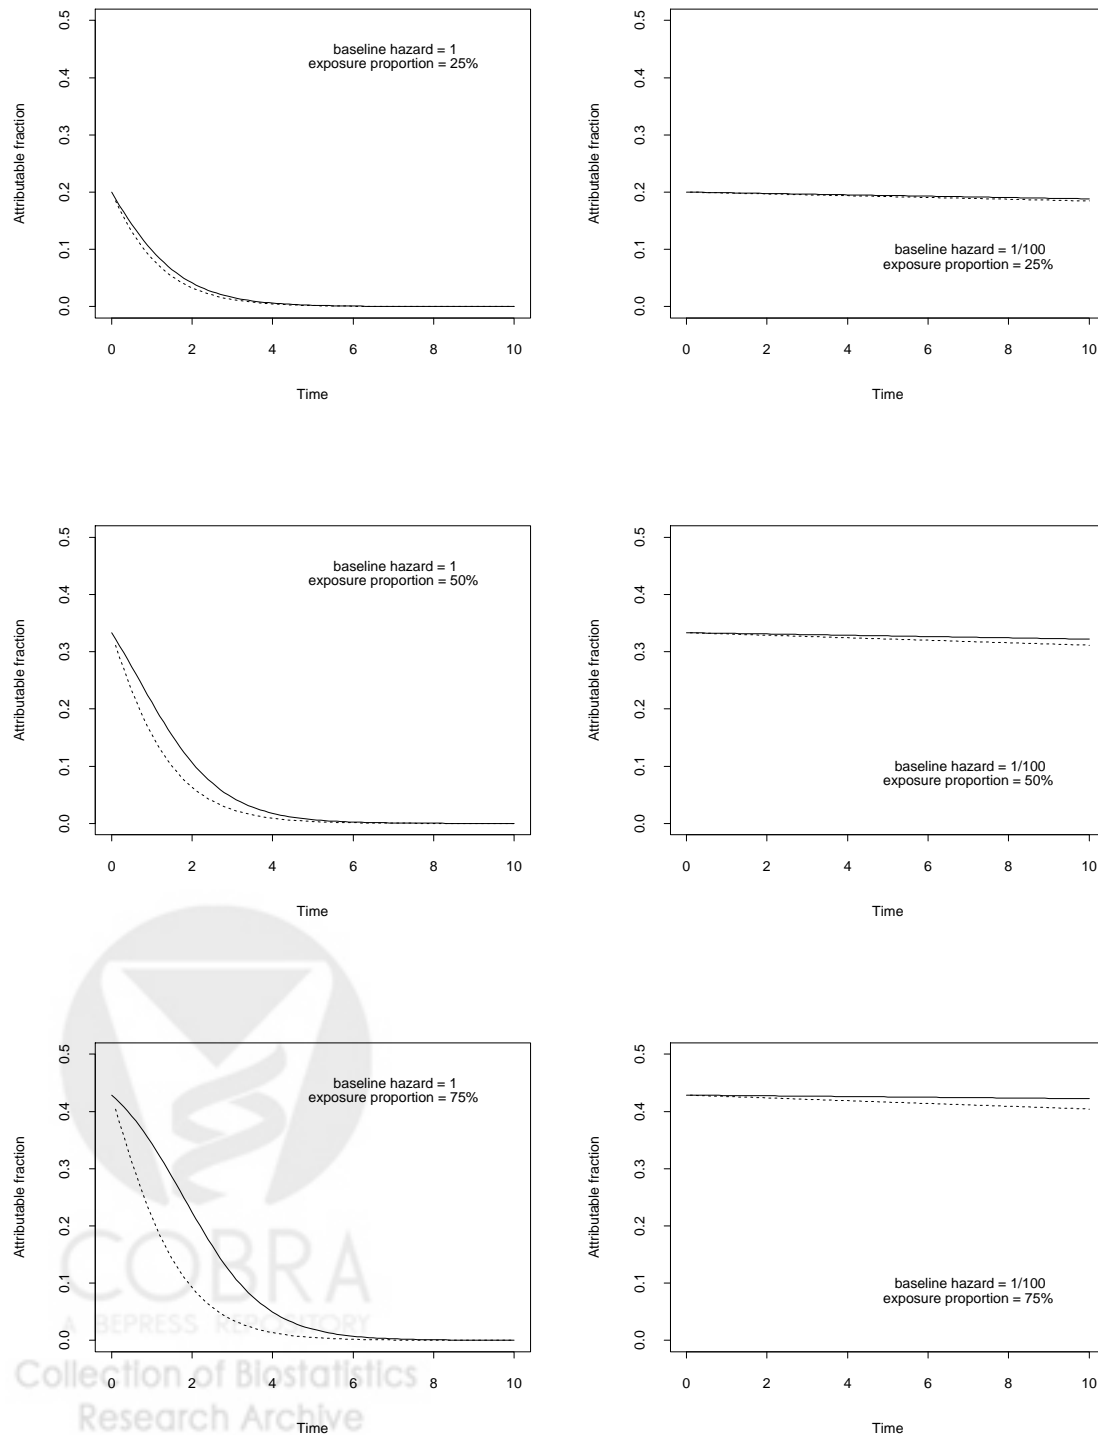 Attributable fraction
0.0 0.1 0.2 0.3 0.4 0.5
baseline hazard = 1
exposure proportion = 25%
0 2 4 6 8 10
Time
Attributable fraction
0.0 0.1 0.2 0.3 0.4 0.5
baseline hazard = 1/100
exposure proportion = 25%
0 2 4 6 8 10
Time
Attributable fraction
0.0 0.1 0.2 0.3 0.4 0.5
baseline hazard = 1
exposure proportion = 50%
0 2 4 6 8 10
Time
Attributable fraction
0.0 0.1 0.2 0.3 0.4 0.5
baseline hazard = 1/100
exposure proportion = 50%
0 2 4 6 8 10
Time
Attributable fraction
0.0 0.1 0.2 0.3 0.4 0.5
baseline hazard = 1
exposure proportion = 75%
0 2 4 6 8 10
Time
Attributable fraction
0.0 0.1 0.2 0.3 0.4 0.5
baseline hazard = 1/100
exposure proportion = 75%
0 2 4 6 8 10
Time
COBRA
A BEPRESS REPOSITORY
Collection of Biostatistics
Research Archive